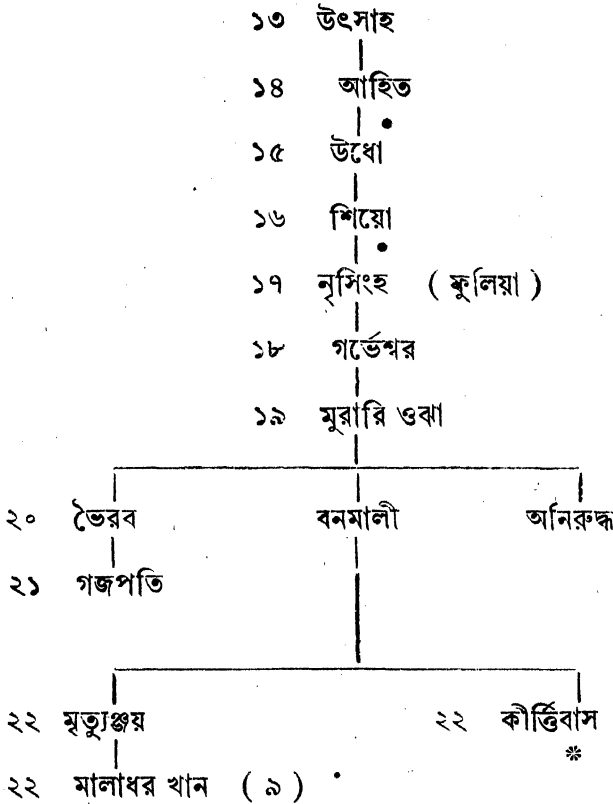 ১৩ উৎসাহ
১৪ আহিত
১৫ উধো
১৬ শিয়ো
১৭ নৃসিংহ ( ফুলিয়া )
১৮ গর্ভেশ্বর
১৯ মুরারি ওঝা
২০ ভৈরব বনমালী অনিরুদ্ধ
২১ গজপতি
২২ মৃত্যুঞ্জয় ২২ কীর্ত্তিবাস
*
২২ মালাধর খান ( ৯ )